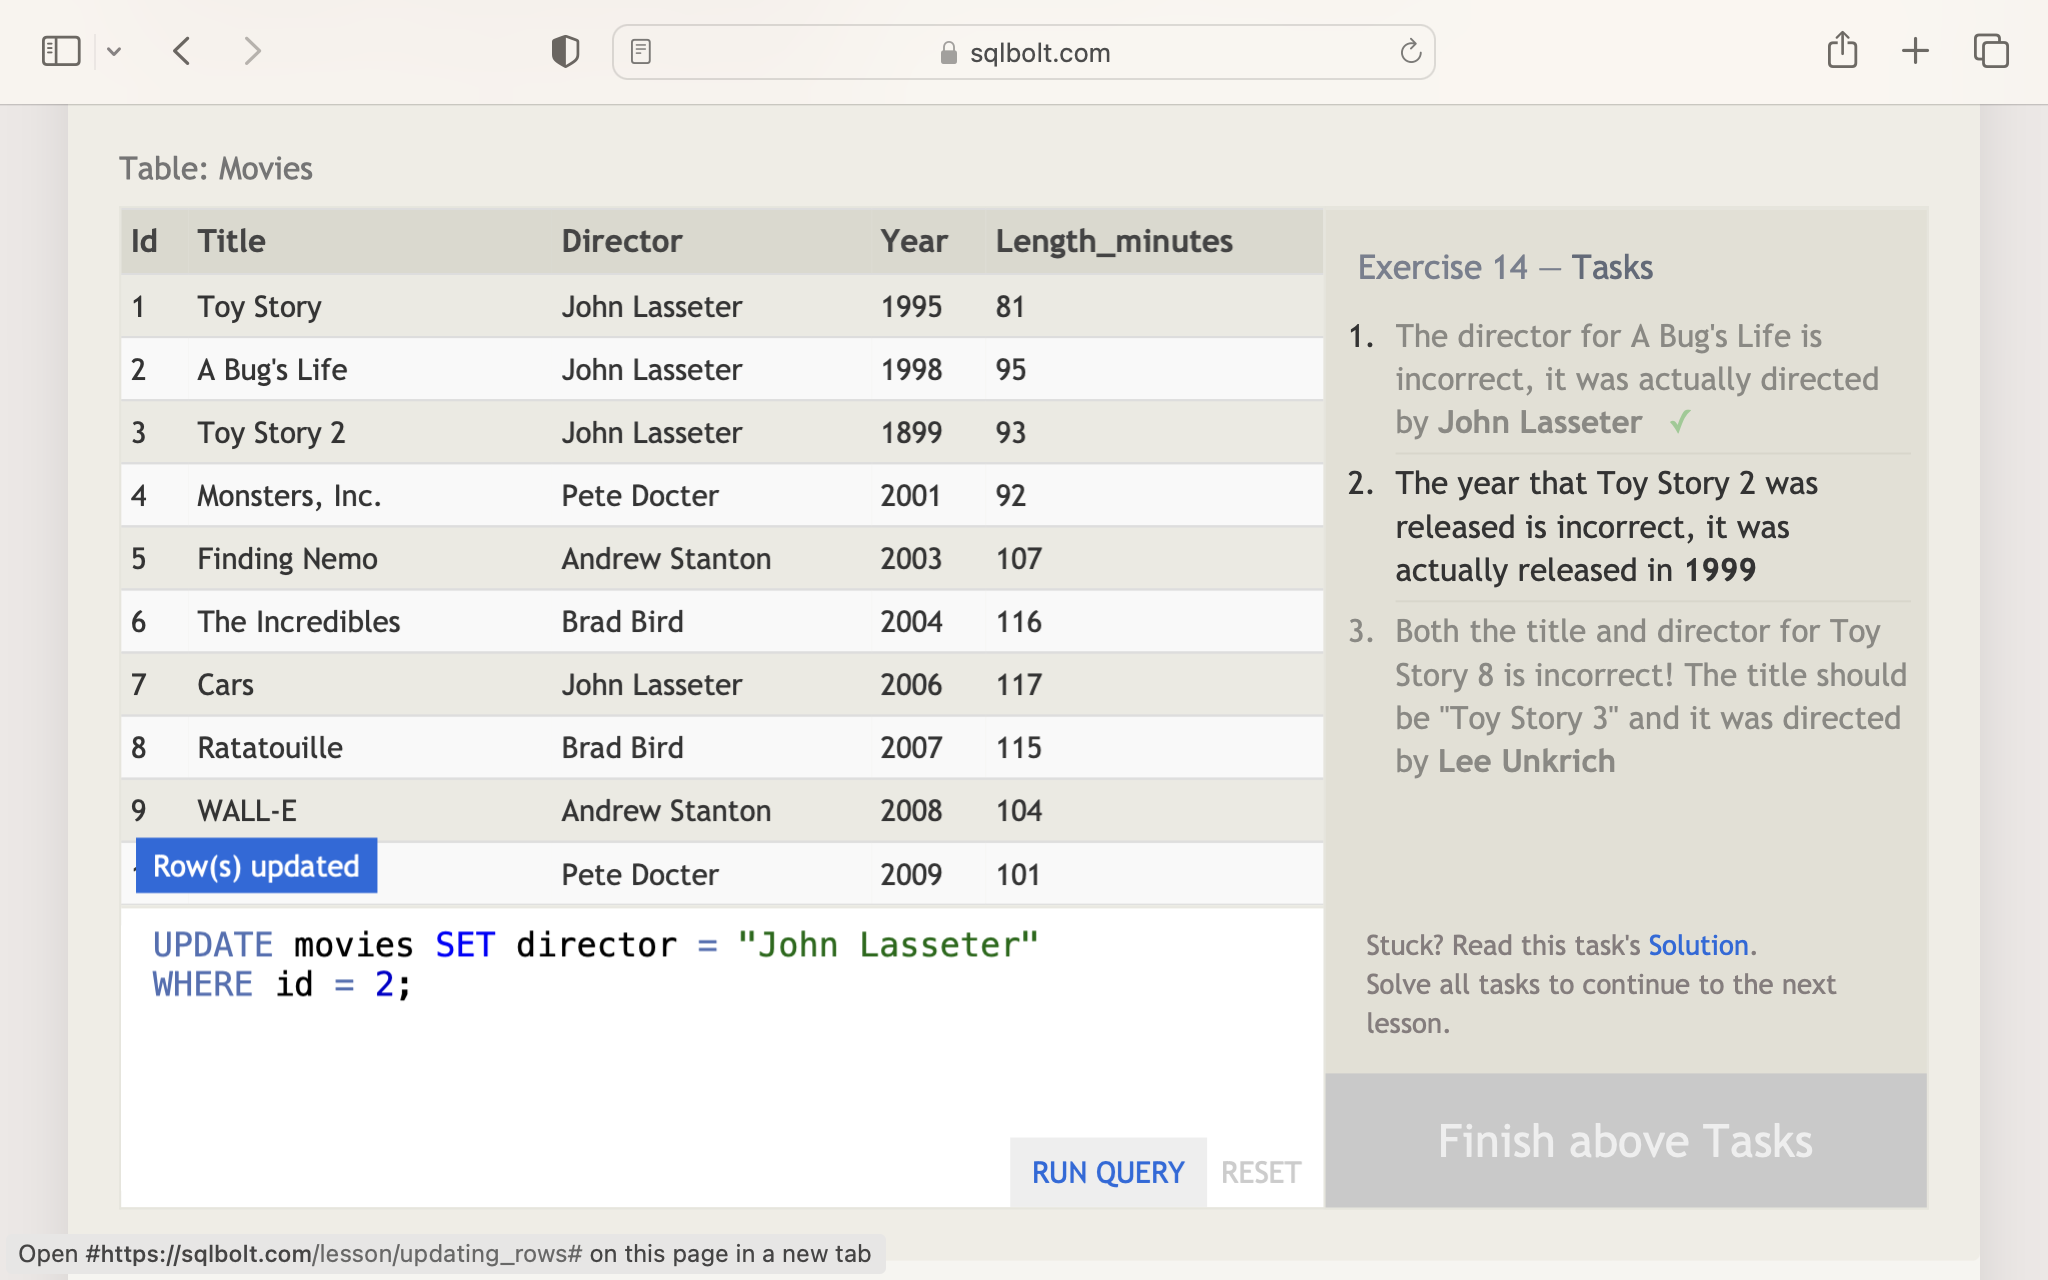 sqlbolt.com
Table: Movies
Id Title Director Year Length_minutes
1 Toy Story John Lasseter 1995 81
2 A Bug's Life John Lasseter 1998 95
3 Toy Story 2 John Lasseter 1899 93
4 Monsters, Inc. Pete Docter 2001 92
5 Finding Nemo Andrew Stanton 2003 107
6 The Incredibles Brad Bird 2004 116
7 Cars John Lasseter 2006 117
8 Ratatouille Brad Bird 2007 115
9 WALL-E Andrew Stanton 2008 104
Pete Docter 2009 101
Row(s) updated
UPDATE movies SET director = "John Lasseter"
WHERE id = 2;
RUN QUERY RESET
Exercise 14 — Tasks
1. The director for A Bug's Life is
incorrect, it was actually directed
by John Lasseter ✓
2. The year that Toy Story 2 was
released is incorrect, it was
actually released in 1999
3. Both the title and director for Toy
Story 8 is incorrect! The title should
be "Toy Story 3" and it was directed
by Lee Unkrich
Stuck? Read this task's Solution.
Solve all tasks to continue to the next
lesson.
Finish above Tasks
Open #https://sqlbolt.com/lesson/updating_rows# on this page in a new tab